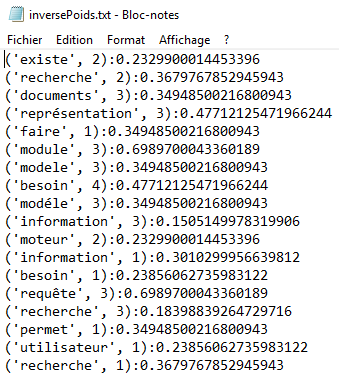 inversePoids.txt - Bloc-notes
Fichier Edition Format Affichage ?
('existe', 2):0.2329900014453396
('recherche', 2):0.3679767852945943
('documents', 3):0.34948500216800943
('représentation', 3):0.47712125471966244
('faire', 1):0.34948500216800943
('module', 3):0.6989700043360189
('modele', 3):0.34948500216800943
('besoin', 4):0.47712125471966244
('modéle', 3):0.34948500216800943
('information', 3):0.1505149978319906
('moteur', 2):0.2329900014453396
('information', 1):0.3010299956639812
('besoin', 1):0.23856062735983122
('requête', 3):0.6989700043360189
('recherche', 3):0.18398839264729716
('permet', 1):0.34948500216800943
('utilisateur', 1):0.23856062735983122
('recherche', 1):0.3679767852945943